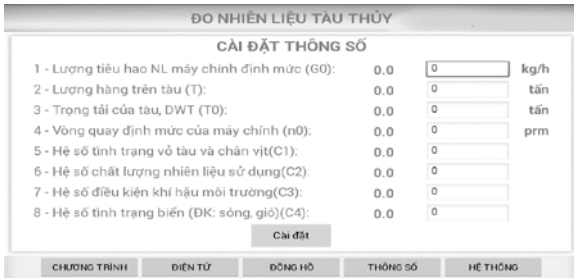 ĐO NHIÊN LIỆU TÀU THỦY
CÀI ĐẶT THÔNG SỐ
1 - Lượng tiêu hao NL máy chính định mức (G0): 0.0 0 kg/h
2 - Lượng hàng trên tàu (T): 0.0 0 tấn
3 - Trọng tải của tàu, DWT (T0): 0.0 0 tấn
4 - Vòng quay định mức của máy chính (n0): 0.0 0 prm
5 - Hệ số tình trạng vỏ tàu và chân vịt(C1): 0.0 0
6 - Hệ số chất lượng nhiên liệu sử dụng(C2): 0.0 0
7 - Hệ số điều kiện khí hậu môi trường(C3): 0.0 0
8 - Hệ số tình trạng biển (ĐK: sóng, gió)(C4): 0.0 0
Cài đặt
CHƯƠNG TRÌNH ĐIỆN TỬ ĐỒNG HỒ THÔNG SỐ HỆ THỐNG